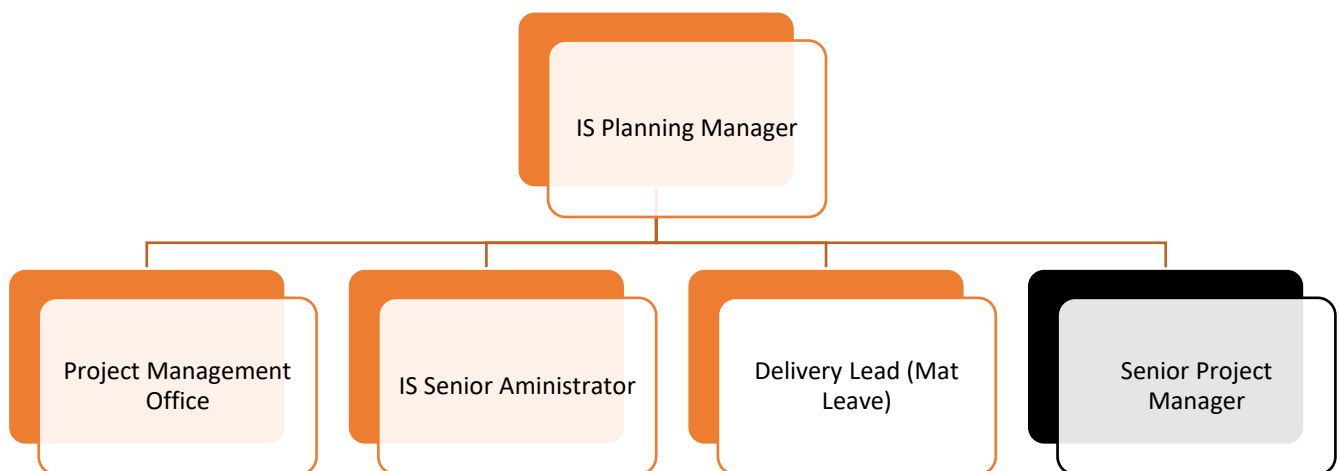 IS Planning Manager
Project Management
Office
IS Senior Aministrator
Delivery Lead (Mat
Leave)
Senior Project
Manager